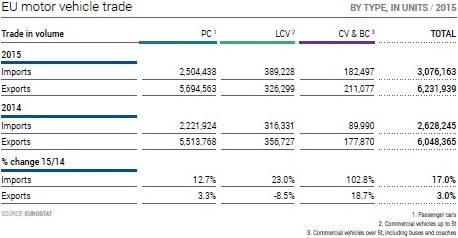 EU motor vehicle trade BY TYPE, IN UNITS / 2015
Trade in volume PC 1 LCV 2 CV & BC 3 TOTAL
2015
Imports 2,504,438 389,228 182,497 3,076,163
Exports 5,694,563 326,299 211,077 6,231,939
2014
Imports 2,221,924 316,331 89,990 2,628,245
Exports 5,513,768 356,727 177,870 6,048,365
% change 15/14
Imports 12.7% 23.0% 102.8% 17.0%
Exports 3.3% -8.5% 18.7% 3.0%
SOURCE: EUROSTAT 1. Passenger cars
2. Commercial vehicles up to 5t
3. Commercial vehicles over 5t, including buses and coaches